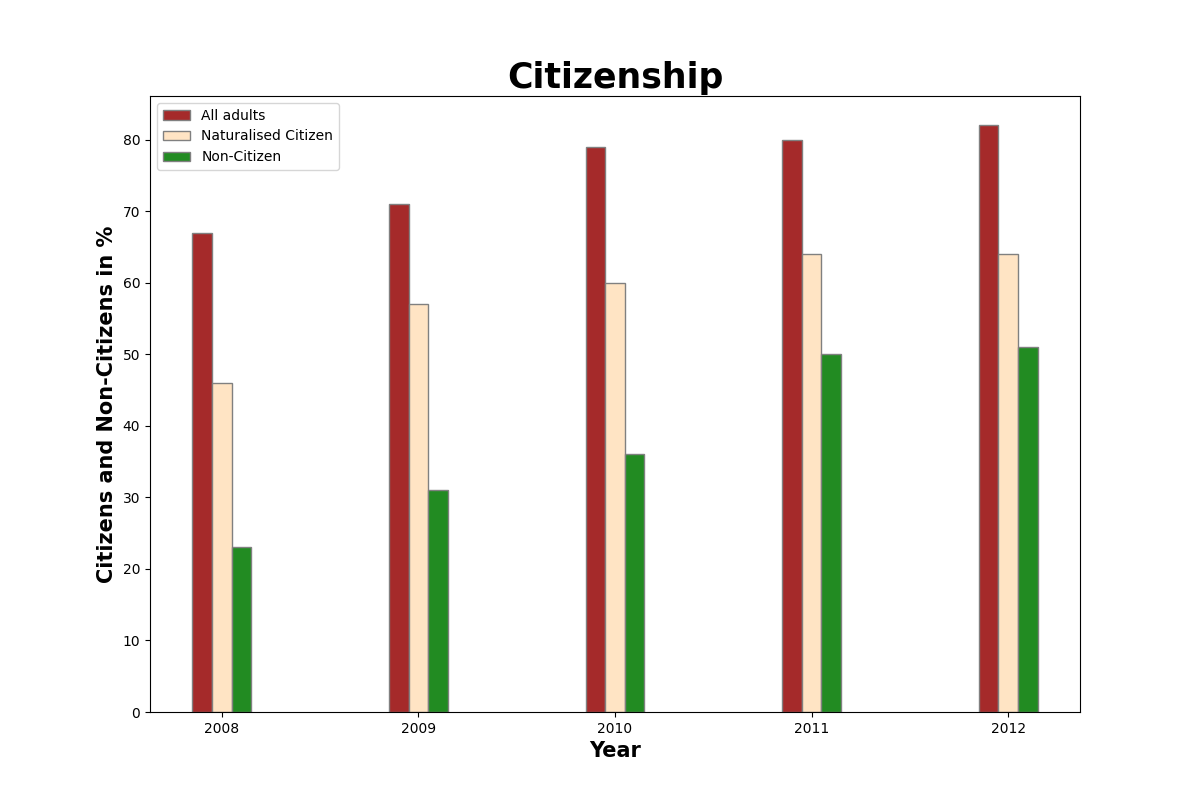 Citizenship
All adults
Naturalised Citizen
Non-Citizen
Citizens and Non-Citizens in %
80
70
60
50
40
30
20
10
0
2008 2009 2010 2011 2012
Year